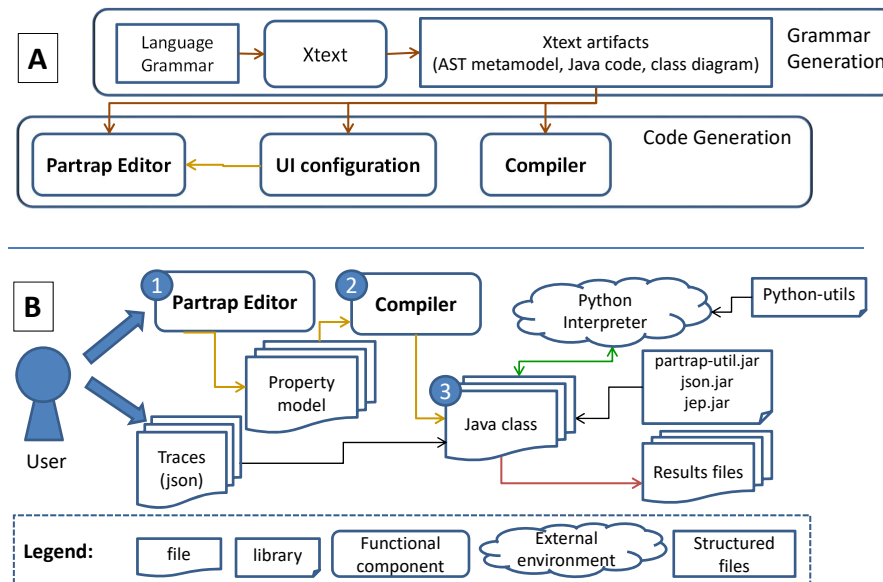 A
Language
Grammar
Xtext
Xtext artifacts
(AST metamodel, Java code, class diagram)
Grammar
Generation
Code Generation
Partrap Editor
UI configuration
Compiler
B
1
Partrap Editor
2
Compiler
Python
Interpreter
Python-utils
Property
model
partrap-util.jar
json.jar
jep.jar
3
Java class
User
Traces
(json)
Results files
Legend:
file
library
Functional
component
External
environment
Structured
files